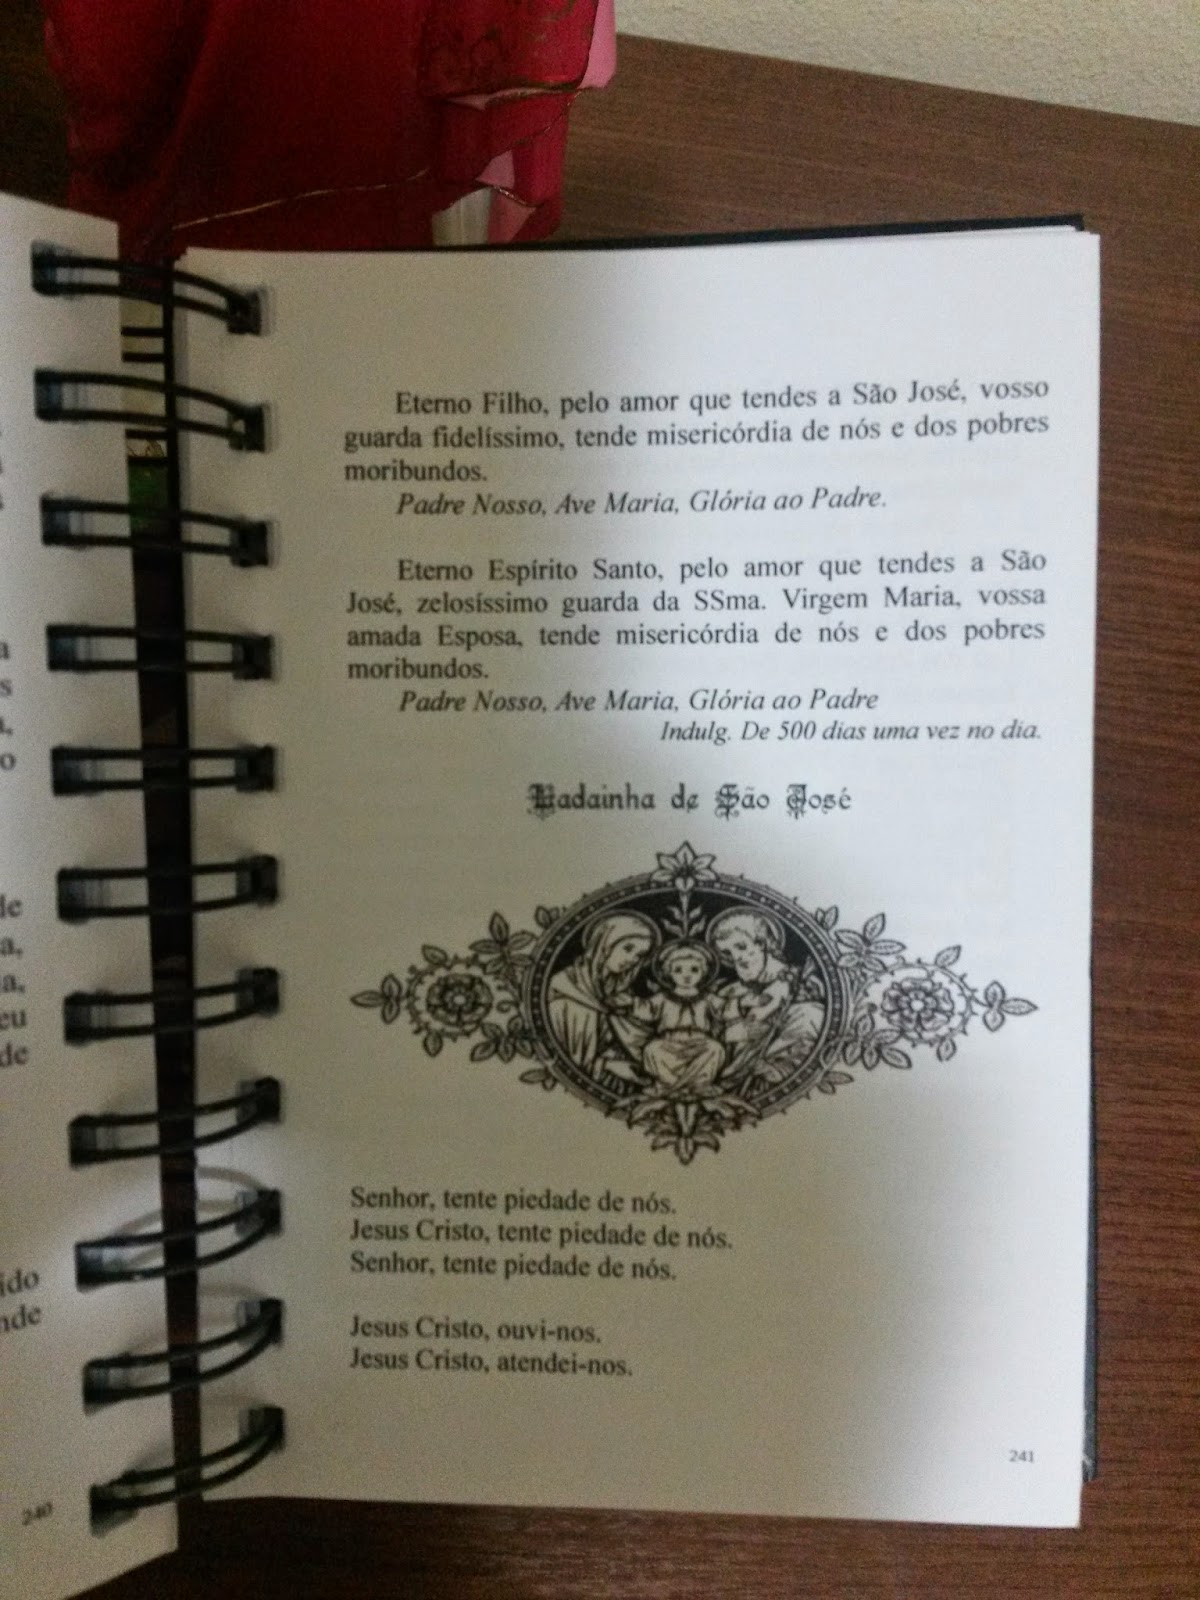 Eterno Filho, pelo amor que tendes a São José, vosso
guarda fidelíssimo, tende misericórdia de nós e dos pobres
moribundos.
Padre Nosso, Ave Maria, Glória ao Padre.
Eterno Espírito Santo, pelo amor que tendes a São
José, zelosíssimo guarda da SSma. Virgem Maria, vossa
amada Esposa, tende misericórdia de nós e dos pobres
moribundos.
Padre Nosso, Ave Maria, Glória ao Padre
Indulg. De 500 dias uma vez no dia.
Ladainha de São José
Senhor, tente piedade de nós.
Jesus Cristo, tente piedade de nós.
Senhor, tente piedade de nós.
Jesus Cristo, ouvi-nos.
Jesus Cristo, atendei-nos.
241
240